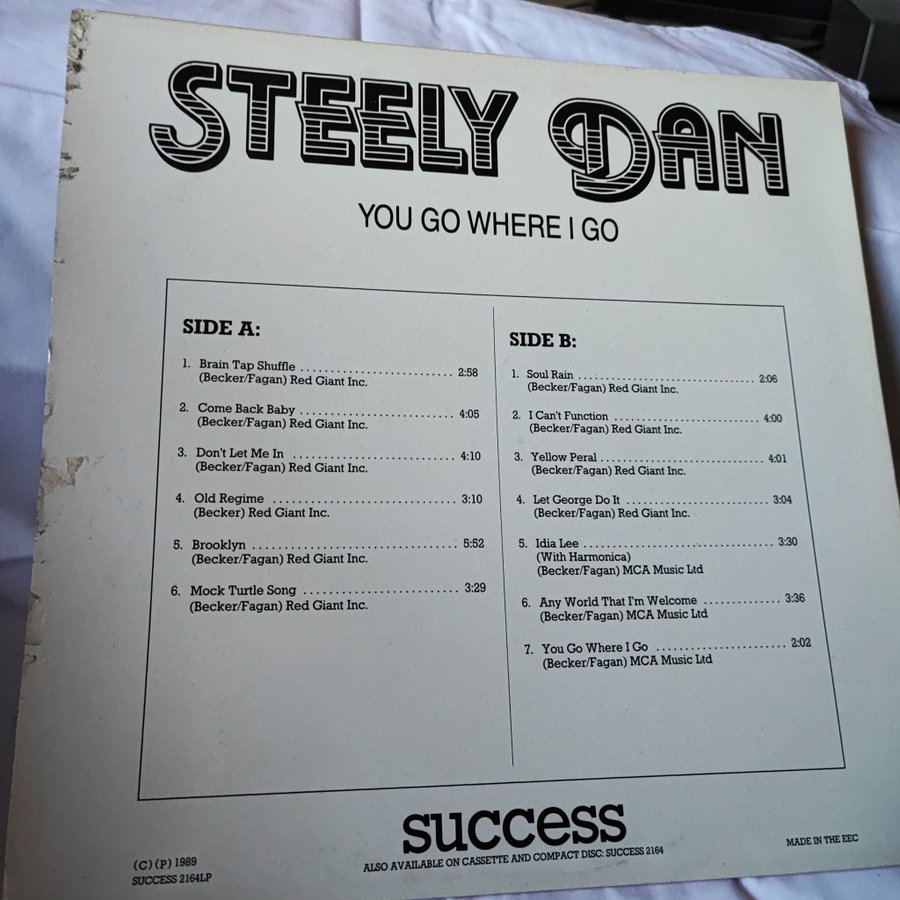 STEELY DAN
YOU GO WHERE I GO
SIDE A:
1. Brain Tap Shuffle ........................ 2:58
(Becker/Fagan) Red Giant Inc.
2. Come Back Baby ........................ 4:05
(Becker/Fagan) Red Giant Inc.
3. Don't Let Me In ........................ 4:10
(Becker/Fagan) Red Giant Inc.
4. Old Regime ........................ 3:10
(Becker) Red Giant Inc.
5. Brooklyn ........................ 5:52
(Becker/Fagan) Red Giant Inc.
6. Mock Turtle Song ........................ 3:29
(Becker/Fagan) Red Giant Inc.
SIDE B:
1. Soul Rain ........................ 2:06
(Becker/Fagan) Red Giant Inc.
2. I Can't Function ........................ 4:00
(Becker/Fagan) Red Giant Inc.
3. Yellow Peral ........................ 4:01
(Becker/Fagan) Red Giant Inc.
4. Let George Do It ........................ 3:04
(Becker/Fagan) Red Giant Inc.
5. Idia Lee ........................ 3:30
(With Harmonica)
(Becker/Fagan) MCA Music Ltd
6. Any World That I'm Welcome ............ 3:36
(Becker/Fagan) MCA Music Ltd
7. You Go Where I Go .................... 2:02
(Becker/Fagan) MCA Music Ltd
success
ALSO AVAILABLE ON CASSETTE AND COMPACT DISC: SUCCESS 2164
(C) (P) 1989
SUCCESS 2164LP
MADE IN THE EEC